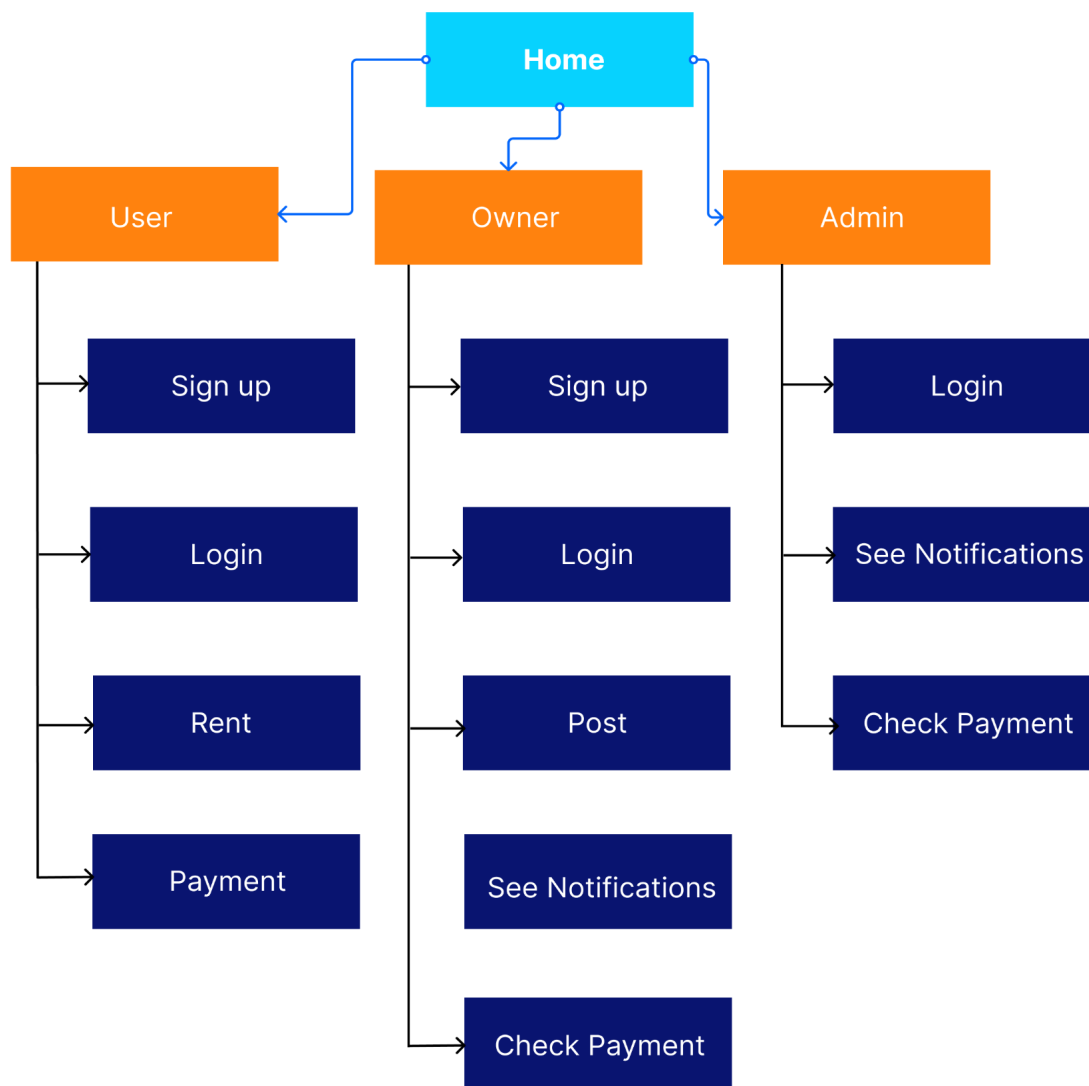 Home
User
Owner
Admin
Sign up
Sign up
Login
Login
Login
See Notifications
Rent
Post
Check Payment
Payment
See Notifications
Check Payment